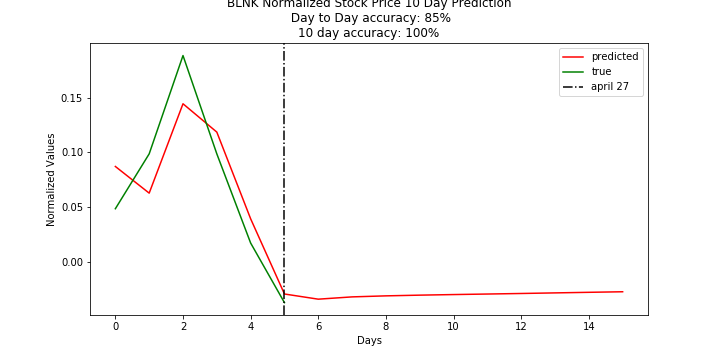 BLNK Normalized Stock Price 10 Day Prediction
Day to Day accuracy: 85%
10 day accuracy: 100%
predicted
true
april 27
Normalized Values
0.15
0.10
0.05
0.00
0 2 4 6 8 10 12 14
Days